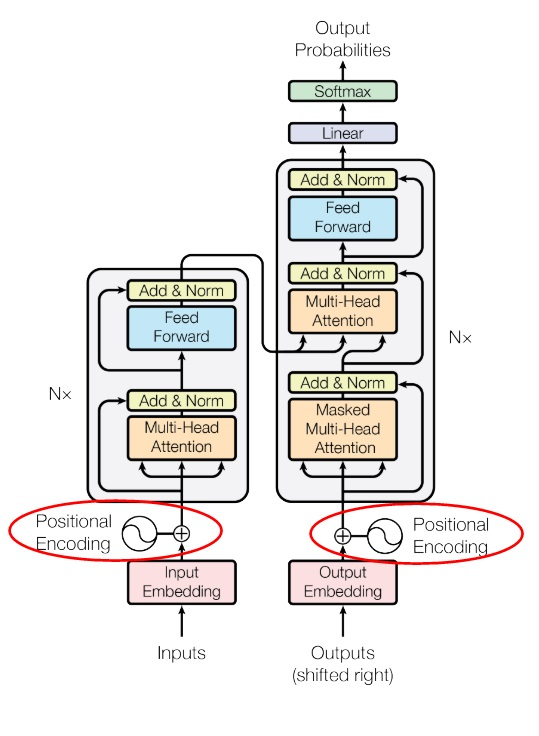 Output
Probabilities
Softmax
Linear
Add & Norm
Feed
Forward
Add & Norm
Multi-Head
Attention
Add & Norm
Masked
Multi-Head
Attention
N×
Add & Norm
Feed
Forward
Add & Norm
Multi-Head
Attention
N×
Positional
Encoding
Positional
Encoding
Input
Embedding
Output
Embedding
Inputs
Outputs
(shifted right)